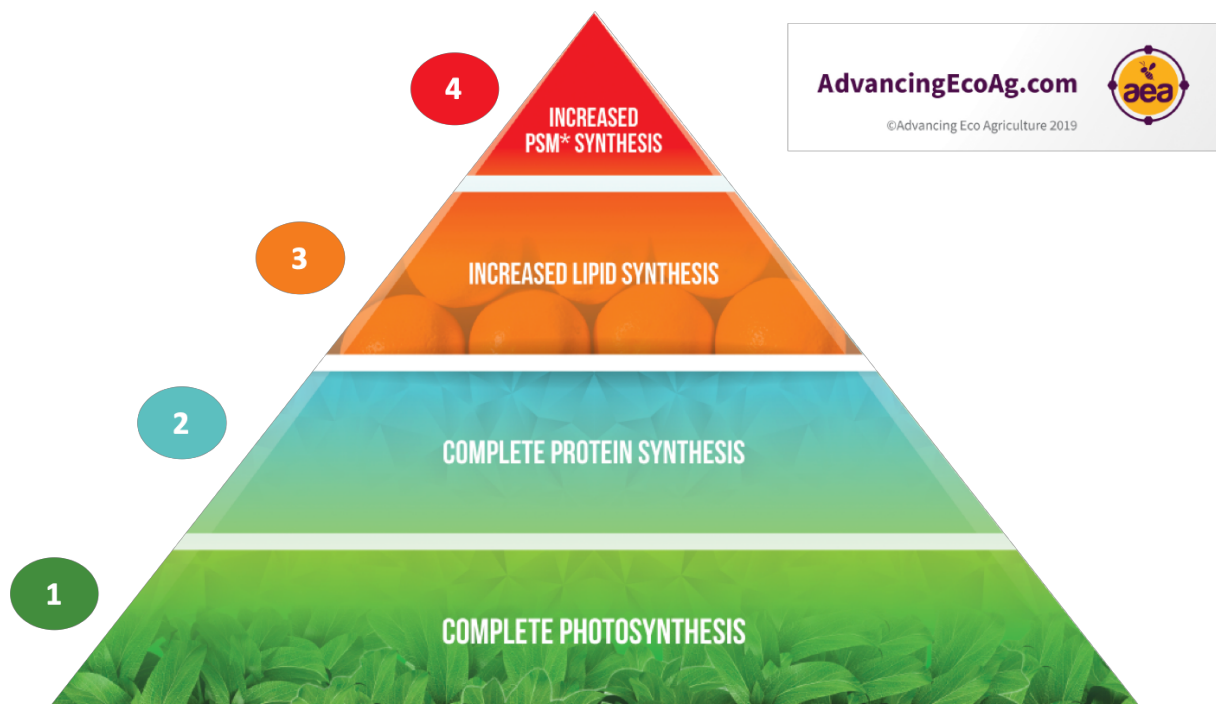 AdvancingEcoAg.com
aea
©Advancing Eco Agriculture 2019
4
INCREASED
PSM* SYNTHESIS
3
INCREASED LIPID SYNTHESIS
2
COMPLETE PROTEIN SYNTHESIS
1
COMPLETE PHOTOSYNTHESIS